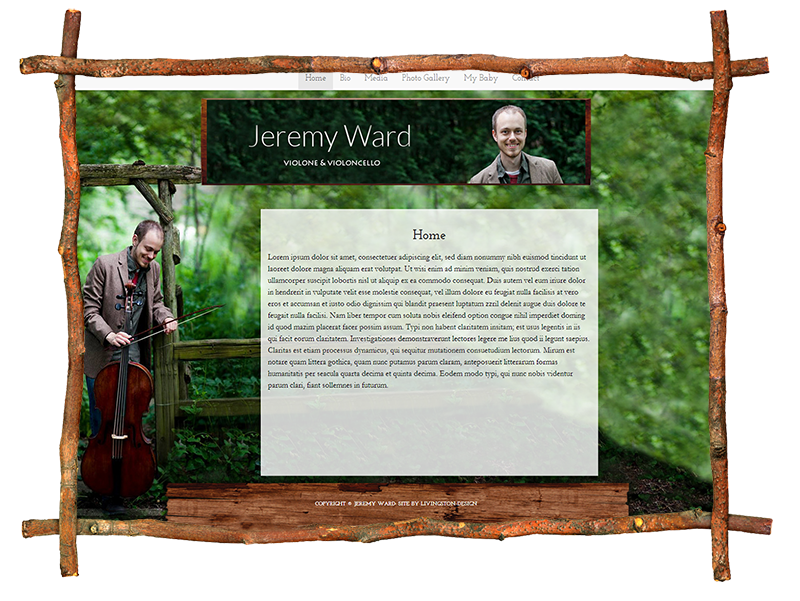 Home Bio Media Photo Gallery My Baby Contact
Jeremy Ward
VIOLONE & VIOLONCELLO
Home
Lorem ipsum dolor sit amet, consectetuer adipiscing elit, sed diam nonummy nibh euismod tincidunt ut
laoreet dolore magna aliquam erat volutpat. Ut wisi enim ad minim veniam, quis nostrud exerci tation
ullamcorper suscipit lobortis nisl ut aliquip ex ea commodo consequat. Duis autem vel eum iriure dolor
in hendrerit in vulputate velit esse molestie consequat, vel illum dolore eu feugiat nulla facilisis at vero
eros et accumsan et iusto odio dignissim qui blandit praesent luptatum zzril delenit augue duis dolore te
feugait nulla facilisi. Nam liber tempor cum soluta nobis eleifend option congue nihil imperdiet doming
id quod mazim placerat facer possim assum. Typi non habent claritatem insitam; est usus legentis in iis
qui facit eorum claritatem. Investigationes demonstraverunt lectores legere me lius quod ii legunt saepius.
Claritas est etiam processus dynamicus, qui sequitur mutationem consuetudium lectorum. Mirum est
notare quam littera gothica, quam nunc putamus parum claram, anteposuerit litterarum formas
humanitatis per seacula quarta decima et quinta decima. Eodem modo typi, qui nunc nobis videntur
parum clari, fiant sollemnes in futurum.
COPYRIGHT © JEREMY WARD· SITE BY LIVINGSTON-DESIGN